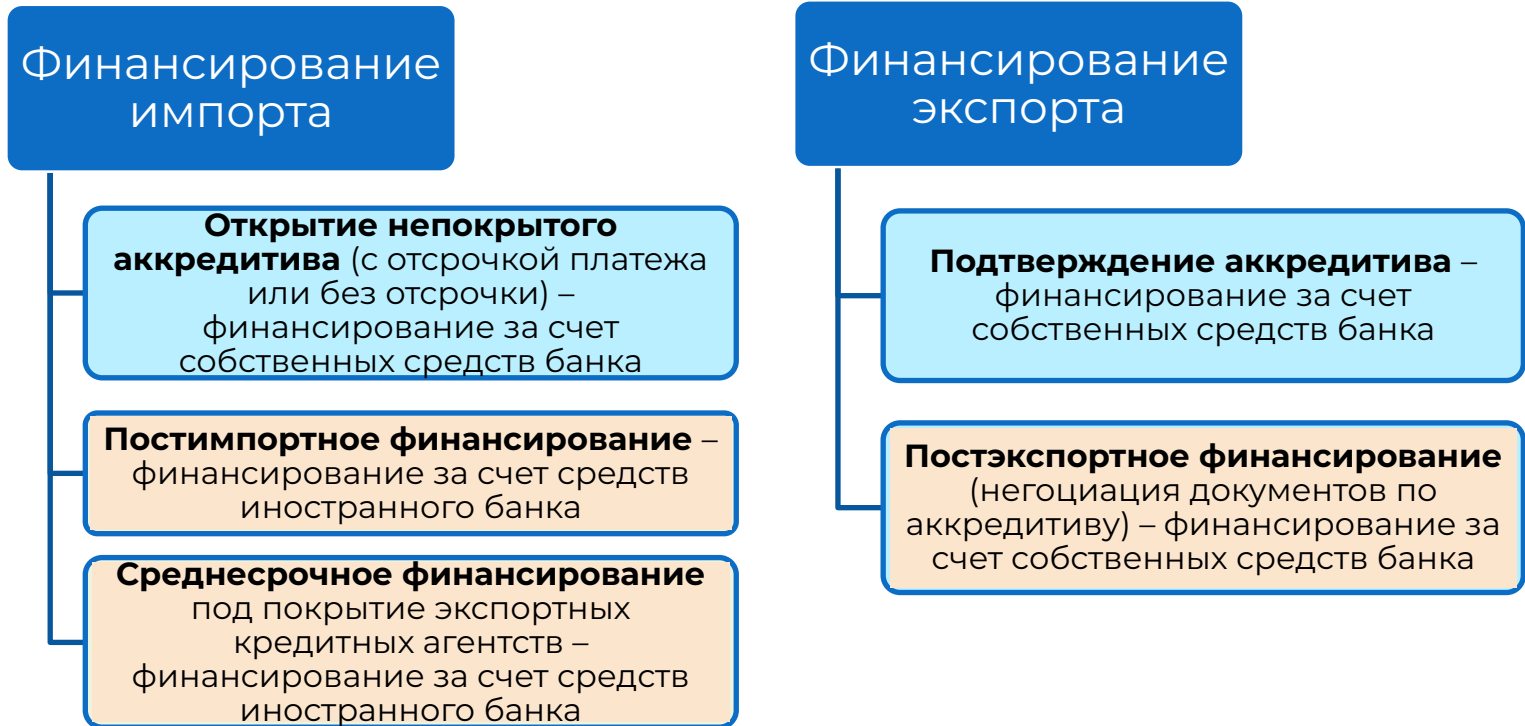 Финансирование
импорта
Открытие непокрытого
аккредитива (с отсрочкой платежа
или без отсрочки) –
финансирование за счет
собственных средств банка
Постимпортное финансирование –
финансирование за счет средств
иностранного банка
Среднесрочное финансирование
под покрытие экспортных
кредитных агентств –
финансирование за счет средств
иностранного банка
Финансирование
экспорта
Подтверждение аккредитива –
финансирование за счет
собственных средств банка
Постэкспортное финансирование
(негоциация документов по
аккредитиву) – финансирование за
счет собственных средств банка